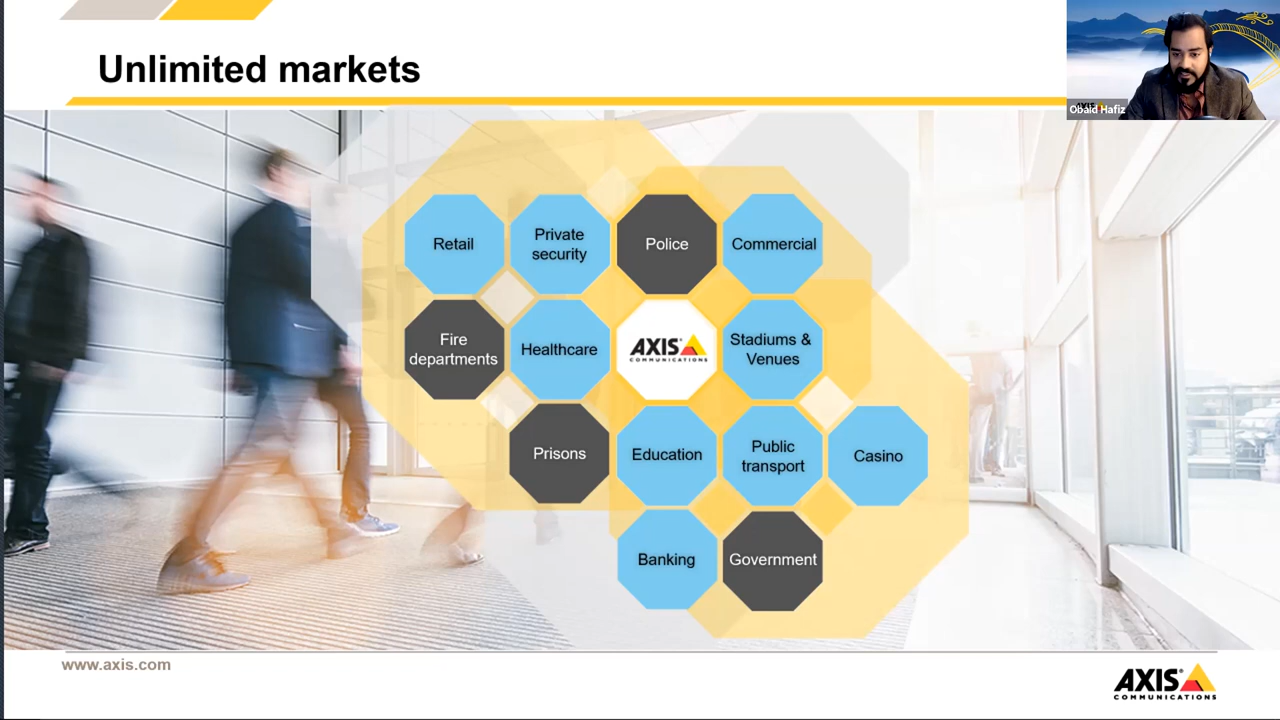 Unlimited markets
Obaid Hafiz
Retail
Private
security
Police
Commercial
Fire
departments
Healthcare
AXIS
COMMUNICATIONS
Stadiums &
Venues
Prisons
Education
Public
transport
Casino
Banking
Government
www.axis.com
AXIS
COMMUNICATIONS